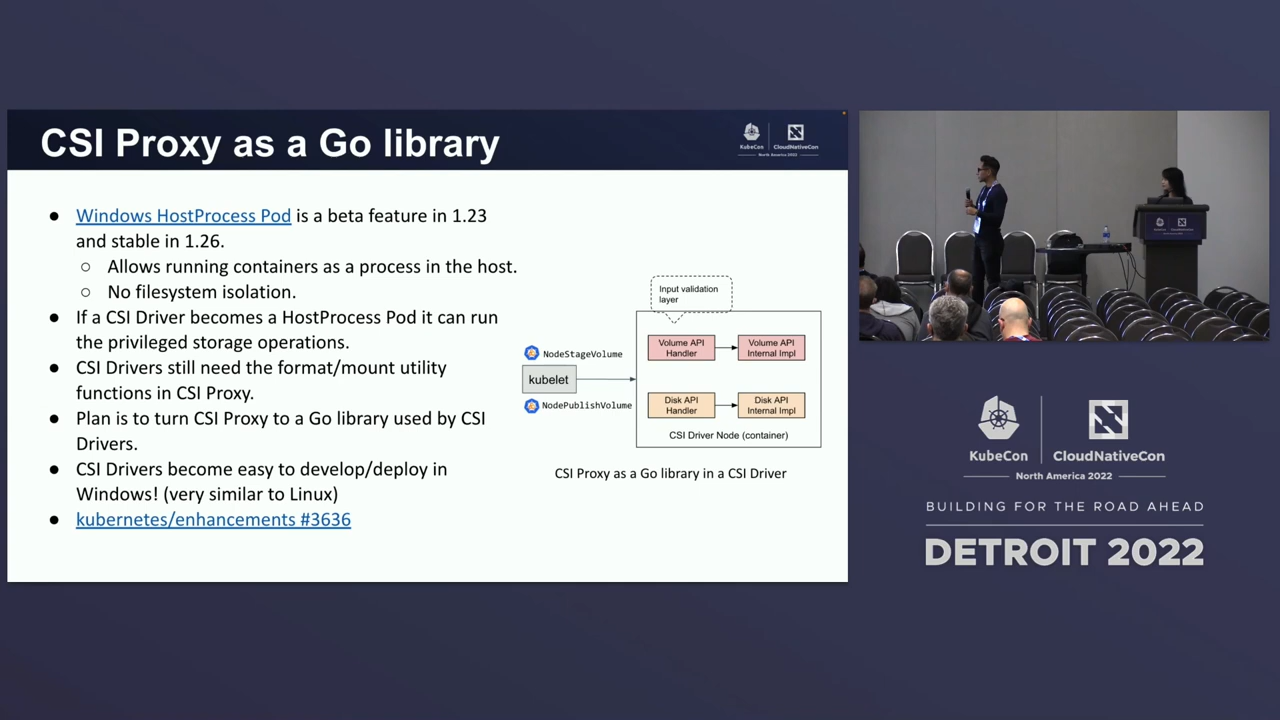 CSI Proxy as a Go library
KubeCon
CloudNativeCon
North America 2022
● Windows HostProcess Pod is a beta feature in 1.23
and stable in 1.26.
○ Allows running containers as a process in the host.
○ No filesystem isolation.
● If a CSI Driver becomes a HostProcess Pod it can run
the privileged storage operations.
● CSI Drivers still need the format/mount utility
functions in CSI Proxy.
● Plan is to turn CSI Proxy to a Go library used by CSI
Drivers.
● CSI Drivers become easy to develop/deploy in
Windows! (very similar to Linux)
● kubernetes/enhancements #3636
Input validation
layer
NodeStageVolume
kubelet
NodePublishVolume
Volume API
Handler
Volume API
Internal Impl
Disk API
Handler
Disk API
Internal Impl
CSI Driver Node (container)
CSI Proxy as a Go library in a CSI Driver
KubeCon
CloudNativeCon
North America 2022
BUILDING FOR THE ROAD AHEAD
DETROIT 2022